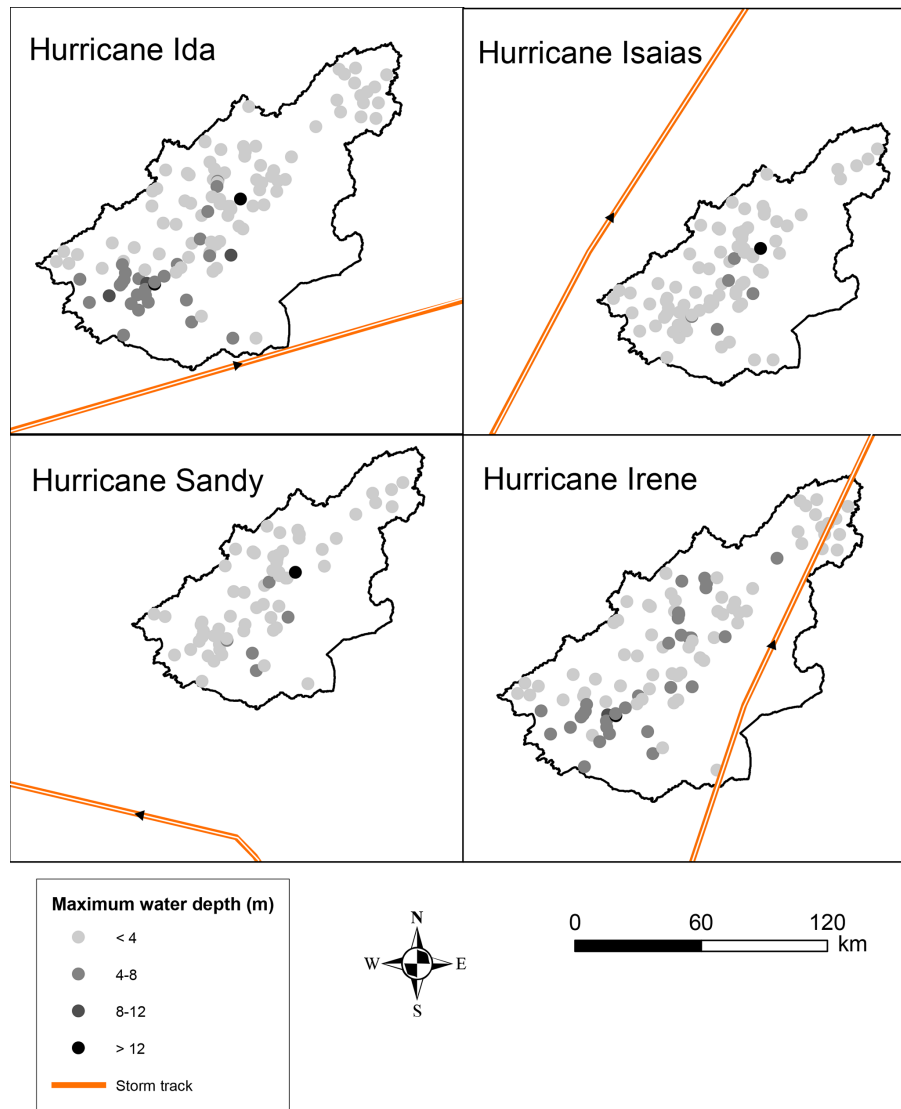 Hurricane Ida
Hurricane Isaias
Hurricane Sandy
Hurricane Irene
Maximum water depth (m)
< 4
4-8
8-12
> 12
Storm track
N
W E
S
0 60 120
km